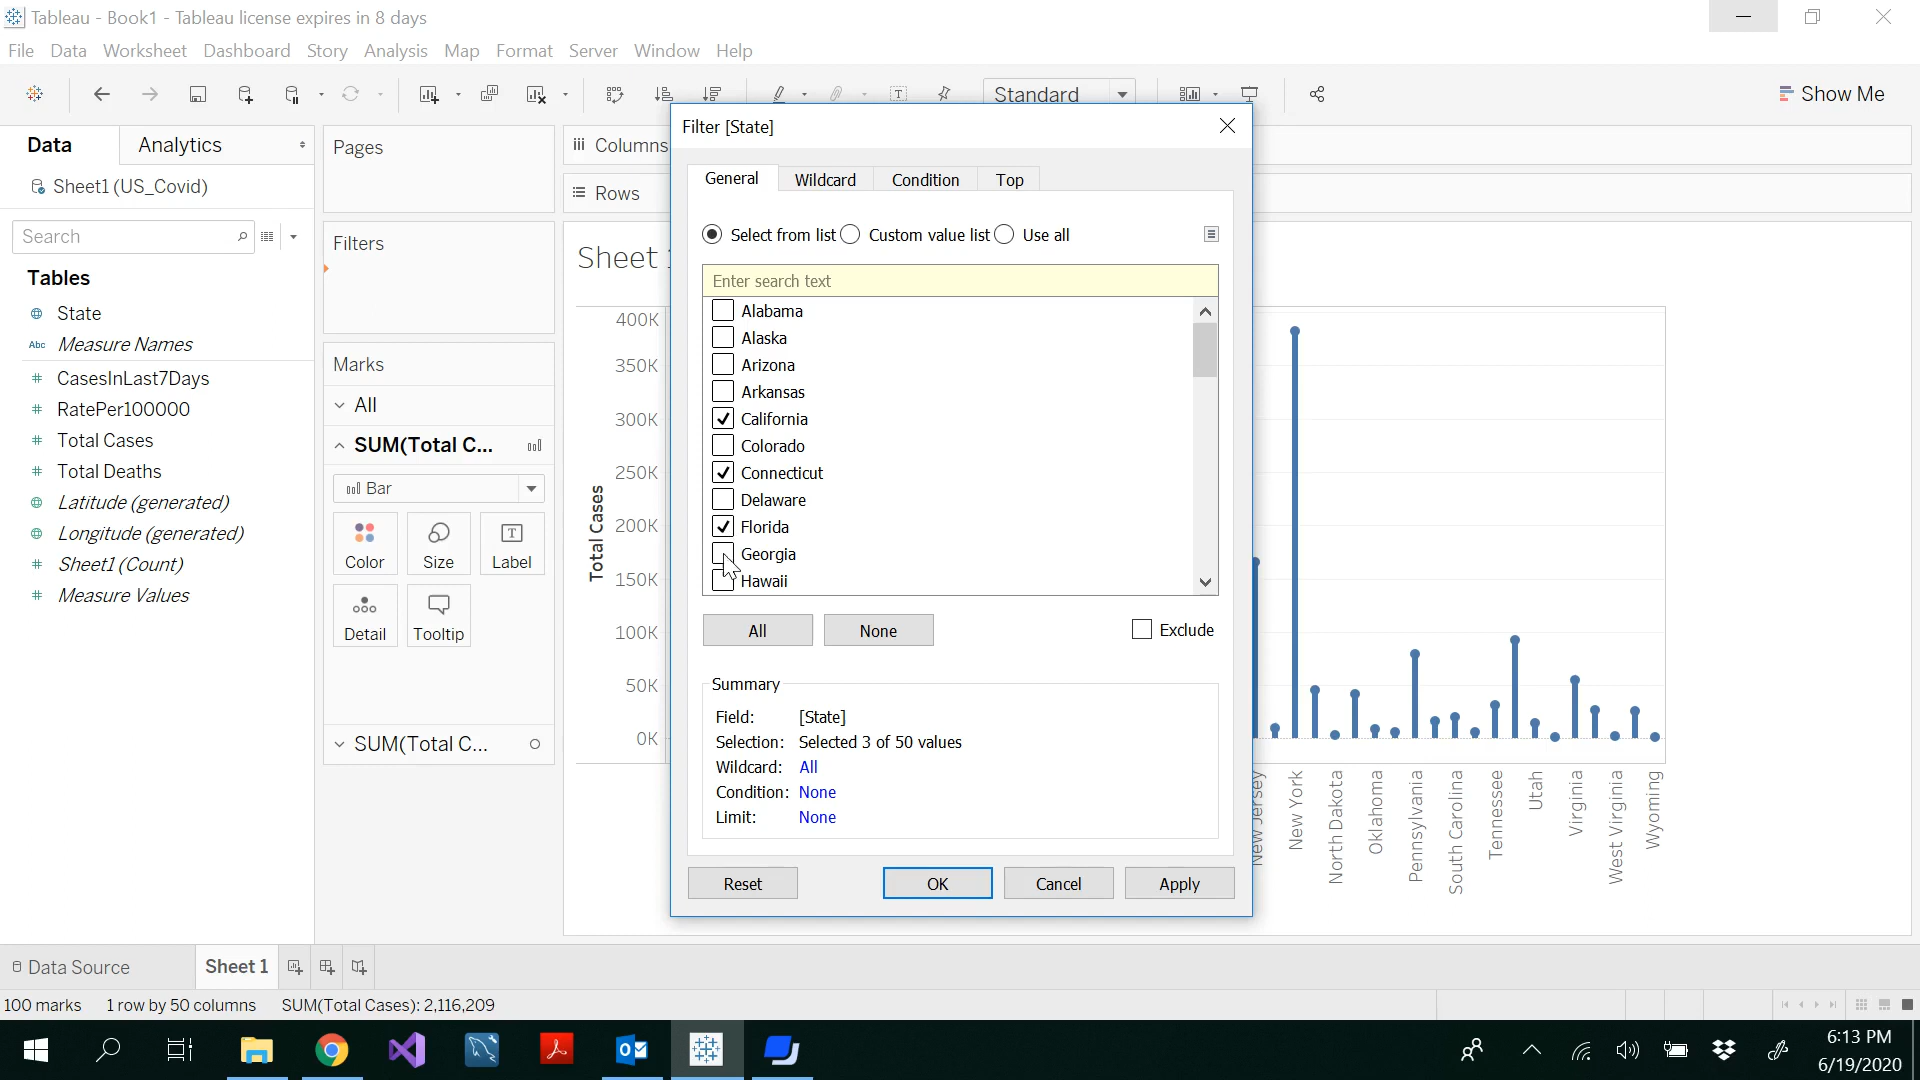 Tableau - Book1 - Tableau license expires in 8 days
File Data Worksheet Dashboard Story Analysis Map Format Server Window Help
Standard
Show Me
Data
Analytics
Sheet1 (US_Covid)
Search
Tables
State
Abc Measure Names
CasesInLast7Days
RatePer100000
Total Cases
Total Deaths
Latitude (generated)
Longitude (generated)
Sheet1 (Count)
Measure Values
Pages
Filters
Marks
All
SUM(Total C...
Bar
Color
Size
Label
Detail
Tooltip
SUM(Total C...
Columns
Rows
Sheet
400K
350K
300K
250K
200K
150K
100K
50K
0K
Total Cases
Filter [State]
General
Wildcard
Condition
Top
Select from list
Custom value list
Use all
Enter search text
Alabama
Alaska
Arizona
Arkansas
California
Colorado
Connecticut
Delaware
Florida
Georgia
Hawaii
All
None
Exclude
Summary
Field: [State]
Selection: Selected 3 of 50 values
Wildcard: All
Condition: None
Limit: None
Reset
OK
Cancel
Apply
New Jersey
New York
North Dakota
Oklahoma
Pennsylvania
South Carolina
Tennessee
Utah
Virginia
West Virginia
Wyoming
Data Source
Sheet 1
100 marks 1 row by 50 columns SUM(Total Cases): 2,116,209
6:13 PM
6/19/2020